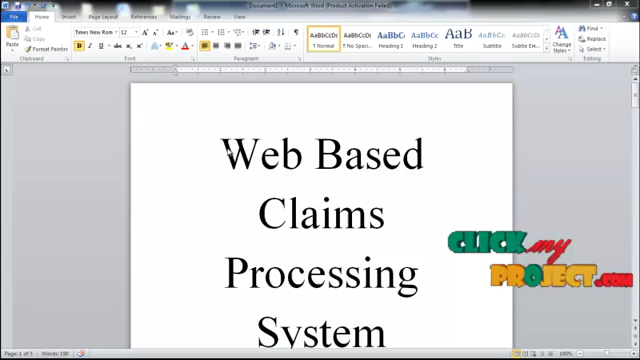 Document1 - Microsoft Word (Product Activation Failed)
File
Home
Insert
Page Layout
References
Mailings
Review
View
Paste
Cut
Copy
Format Painter
Clipboard
Times New Rom
12
Font
Paragraph
AaBbCcDc
¶ Normal
AaBbCcDc
¶ No Spaci...
AaBbC
Heading 1
AaBbCc
Heading 2
AaB
Title
AaBbCc.
Subtitle
Change
Styles
Styles
Find
Replace
Select
Editing
Web Based
Claims
Processing
System
CLICK my
PROJECT.com
Page: 1 of 5
Words: 190
100%